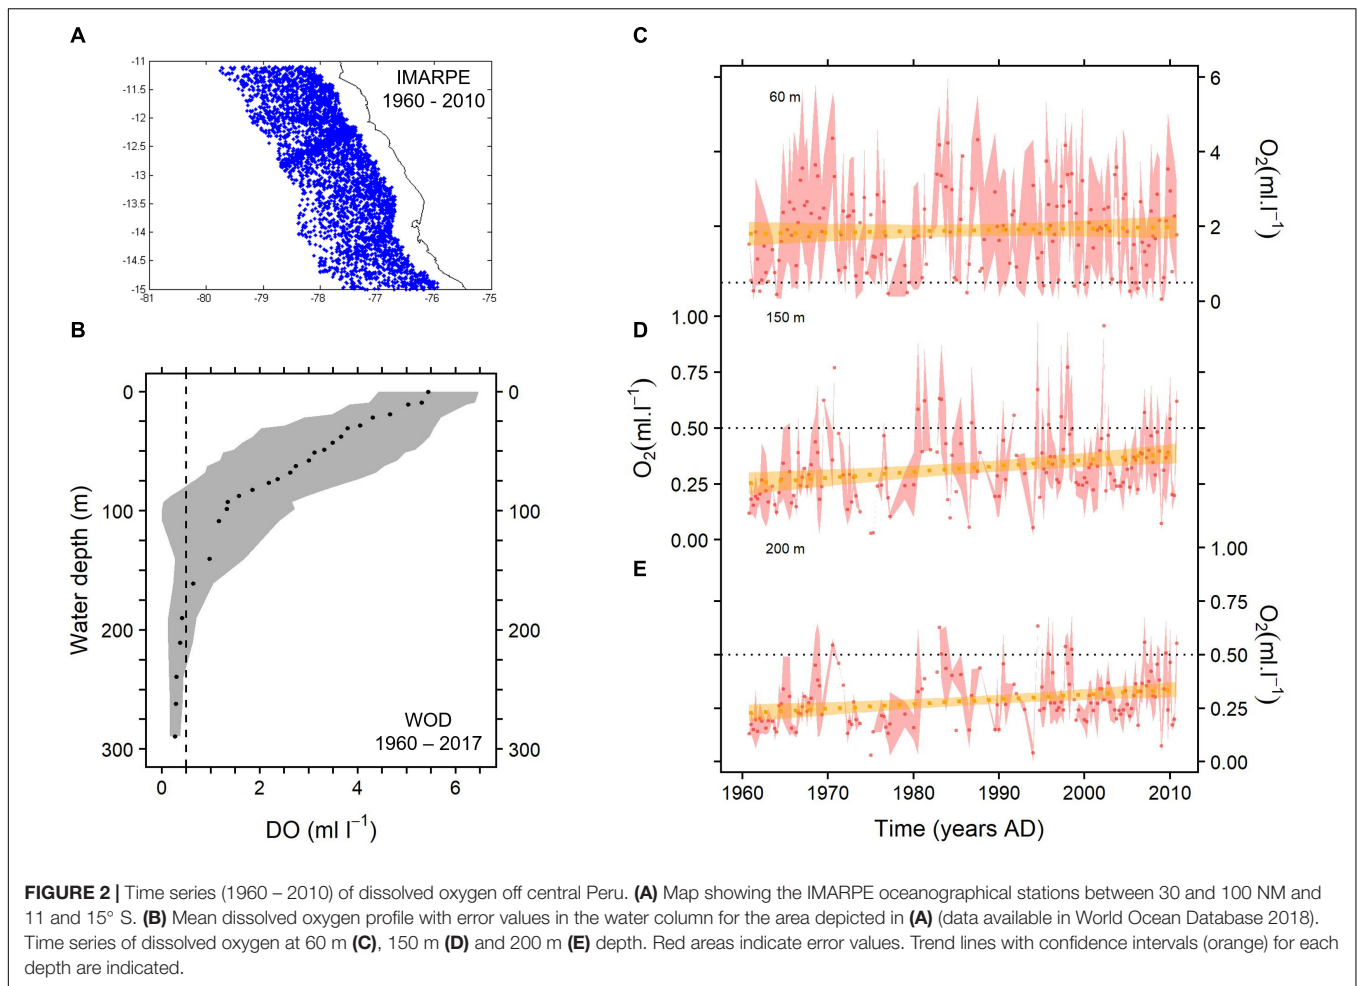 A
IMARPE
1960 - 2010
-11
-11.5
-12
-12.5
-13
-13.5
-14
-14.5
-15
-81
-80
-79
-78
-77
-76
-75
B
0
100
200
300
0
100
200
300
Water depth (m)
WOD
1960 – 2017
0
2
4
6
DO (ml l⁻¹)
C
60 m
6
4
2
0
O₂(ml.l⁻¹)
D
150 m
1.00
0.75
0.50
0.25
0.00
O₂(ml.l⁻¹)
E
200 m
1.00
0.75
0.50
0.25
0.00
O₂(ml.l⁻¹)
1960
1970
1980
1990
2000
2010
Time (years AD)
FIGURE 2 | Time series (1960 – 2010) of dissolved oxygen off central Peru. (A) Map showing the IMARPE oceanographical stations between 30 and 100 NM and
11 and 15° S. (B) Mean dissolved oxygen profile with error values in the water column for the area depicted in (A) (data available in World Ocean Database 2018).
Time series of dissolved oxygen at 60 m (C), 150 m (D) and 200 m (E) depth. Red areas indicate error values. Trend lines with confidence intervals (orange) for each
depth are indicated.